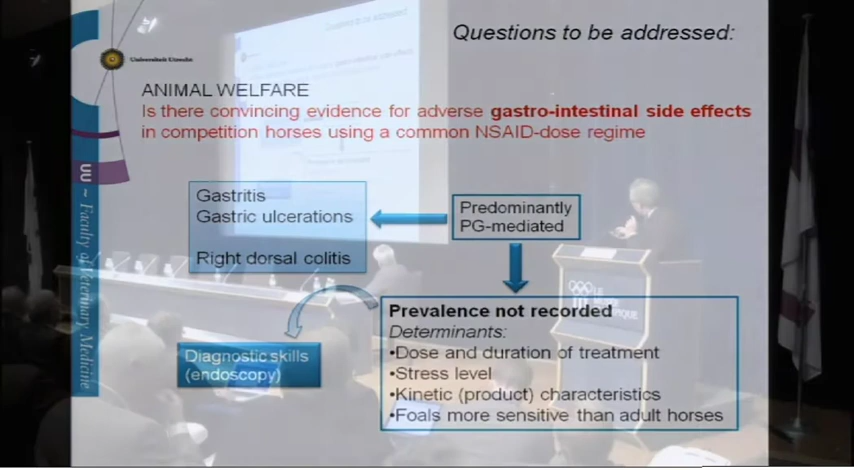 Questions to be addressed:
Universiteit Utrecht
ANIMAL WELFARE
Is there convincing evidence for adverse gastro-intestinal side effects
in competition horses using a common NSAID-dose regime
Gastritis
Gastric ulcerations
Right dorsal colitis
Predominantly
PG-mediated
Prevalence not recorded
Determinants:
•Dose and duration of treatment
•Stress level
•Kinetic (product) characteristics
•Foals more sensitive than adult horses
Diagnostic skills
(endoscopy)
UU ~ Faculty of Veterinary Medicine